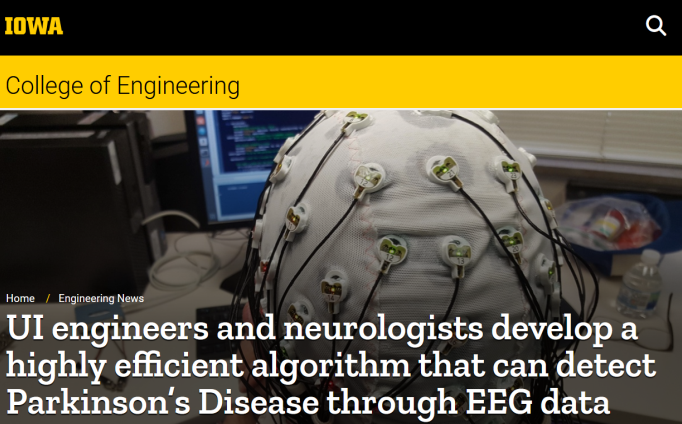 IOWA
College of Engineering
Home / Engineering News
UI engineers and neurologists develop a
highly efficient algorithm that can detect
Parkinson's Disease through EEG data